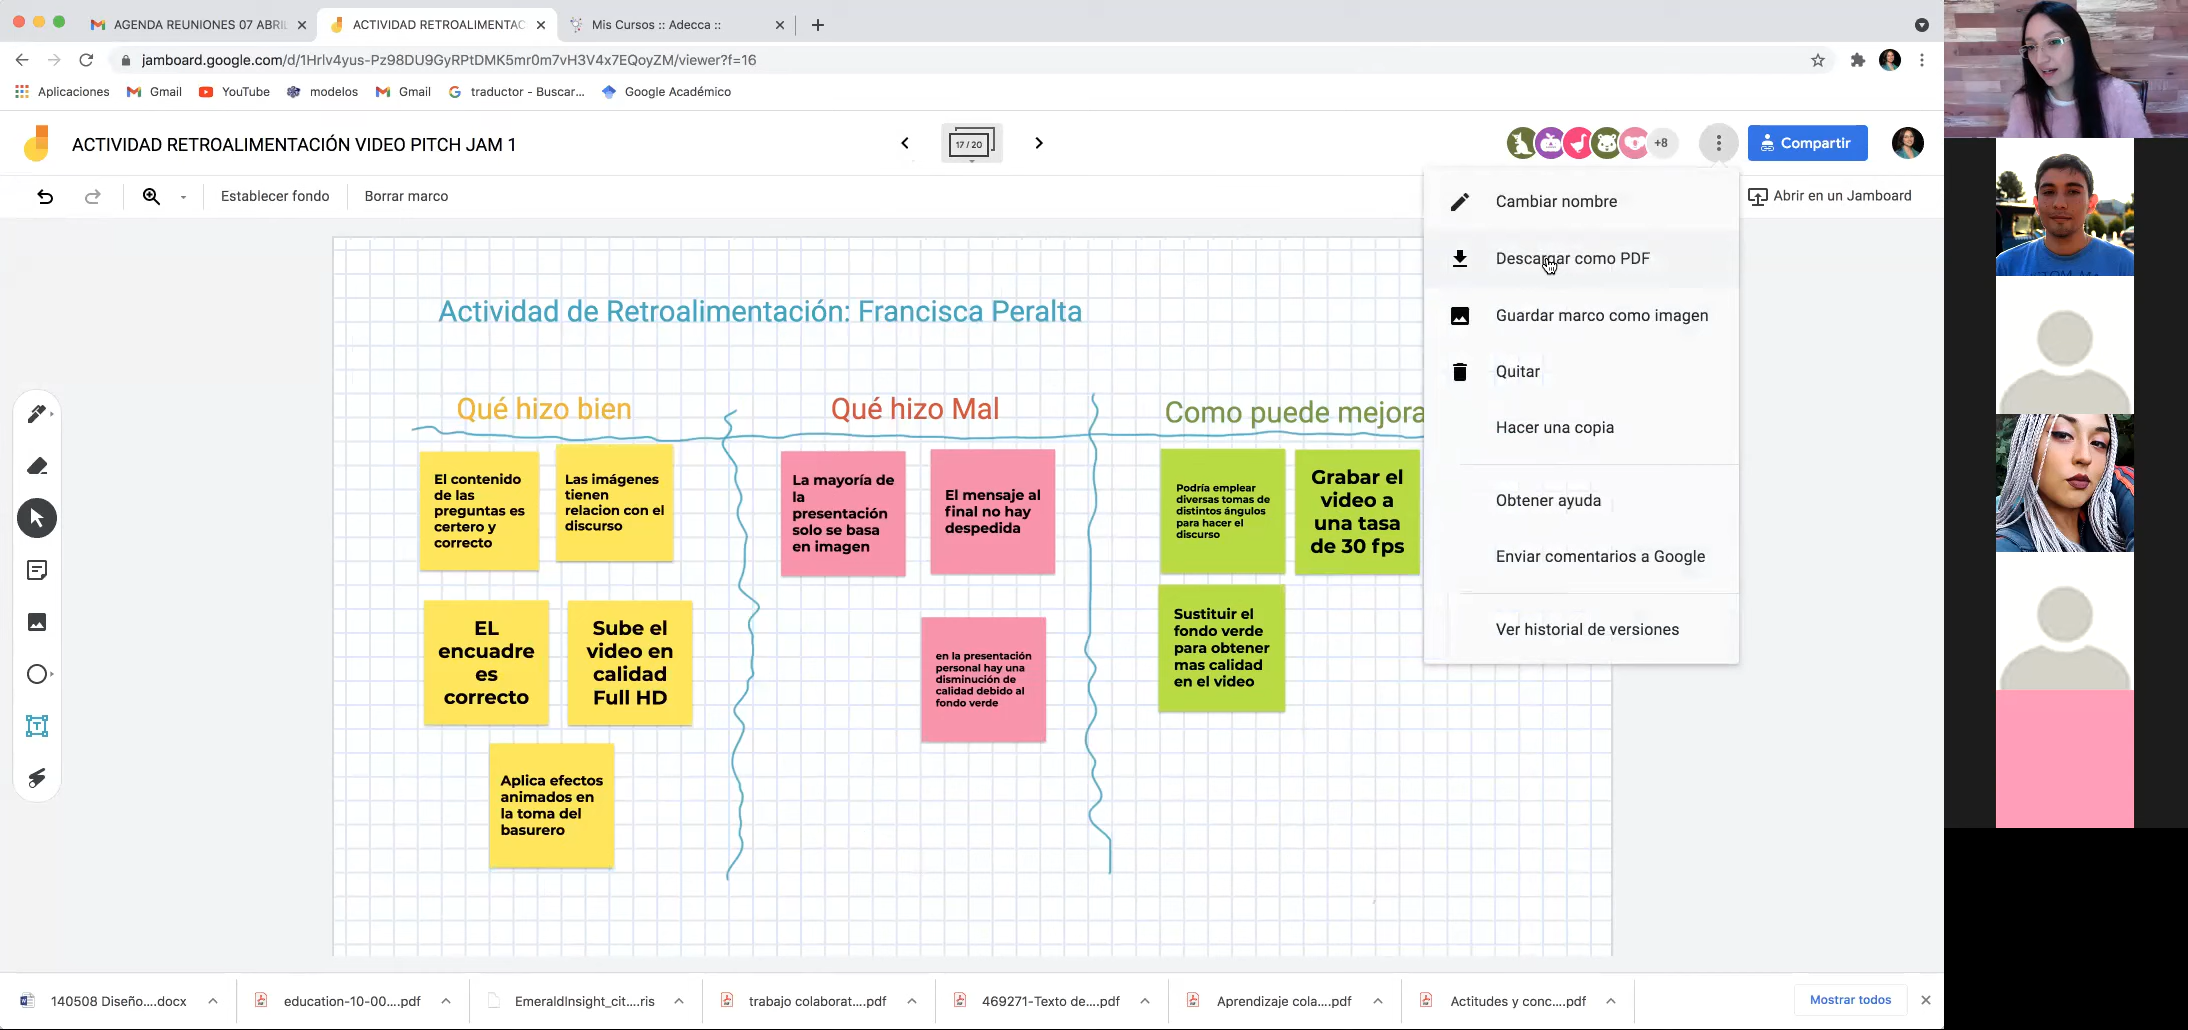 AGENDA REUNIONES 07 ABRIL
ACTIVIDAD RETROALIMENTAC
Mis Cursos :: Adecca ::
jamboard.google.com/d/1Hrlv4yus-Pz98DU9GyRPtDMK5mr0m7vH3V4x7EQoyZM/viewer?f=16
Aplicaciones
Gmail
YouTube
modelos
Gmail
traductor - Buscar...
Google Académico
ACTIVIDAD RETROALIMENTACIÓN VIDEO PITCH JAM 1
17 / 20
+8
Compartir
Establecer fondo
Borrar marco
Abrir en un Jamboard
Cambiar nombre
Descargar como PDF
Guardar marco como imagen
Quitar
Hacer una copia
Obtener ayuda
Enviar comentarios a Google
Ver historial de versiones
Actividad de Retroalimentación: Francisca Peralta
Qué hizo bien
Qué hizo Mal
Como puede mejora
El contenido
de las
preguntas es
certero y
correcto
Las imágenes
tienen
relacion con el
discurso
EL
encuadre
es
correcto
Sube el
video en
calidad
Full HD
Aplica efectos
animados en
la toma del
basurero
La mayoría de
la
presentación
solo se basa
en imagen
El mensaje al
final no hay
despedida
en la presentación
personal hay una
disminución de
calidad debido al
fondo verde
Podría emplear
diversas tomas de
distintos ángulos
para hacer el
discurso
Grabar el
video a
una tasa
de 30 fps
Sustituir el
fondo verde
para obtener
mas calidad
en el video
140508 Diseño....docx
education-10-00....pdf
EmeraldInsight_cit....ris
trabajo colaborat....pdf
469271-Texto de....pdf
Aprendizaje cola....pdf
Actitudes y conc....pdf
Mostrar todos